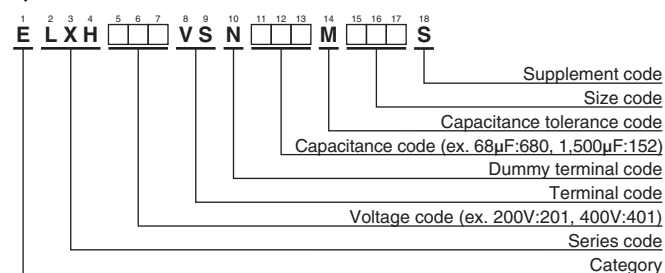 1 2 3 4 5 6 7 8 9 10 11 12 13 14 15 16 17 18
E L X H □□□ V S N □□□ M □□□ S
Supplement code
Size code
Capacitance tolerance code
Capacitance code (ex. 68µF:680, 1,500µF:152)
Dummy terminal code
Terminal code
Voltage code (ex. 200V:201, 400V:401)
Series code
Category